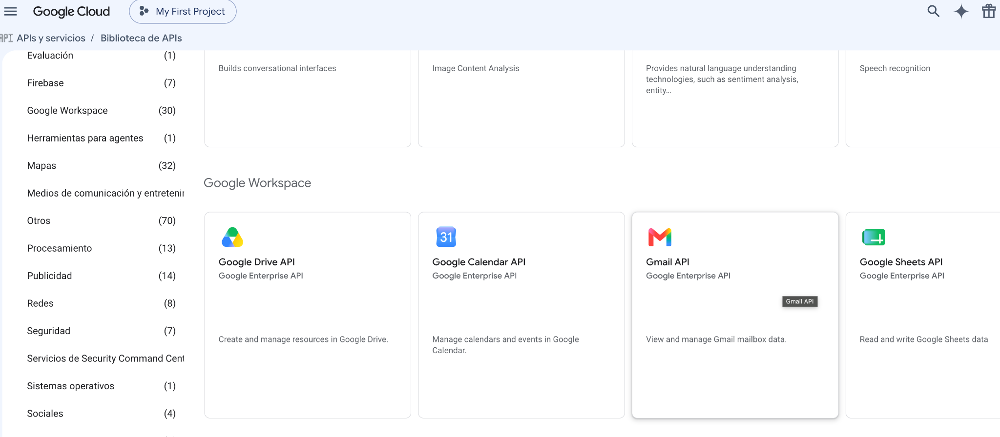 Google Cloud
My First Project
API APIs y servicios / Biblioteca de APIs
Evaluación (1)
Firebase (7)
Google Workspace (30)
Herramientas para agentes (1)
Mapas (32)
Medios de comunicación y entretenir
Otros (70)
Procesamiento (13)
Publicidad (14)
Redes (8)
Seguridad (7)
Servicios de Security Command Cent
Sistemas operativos (1)
Sociales (4)
Builds conversational interfaces
Image Content Analysis
Provides natural language understanding
technologies, such as sentiment analysis,
entity...
Speech recognition
Google Workspace
31
Google Drive API
Google Enterprise API
Create and manage resources in Google Drive.
Google Calendar API
Google Enterprise API
Manage calendars and events in Google
Calendar.
Gmail API
Google Enterprise API
Gmail API
View and manage Gmail mailbox data.
Google Sheets API
Google Enterprise API
Read and write Google Sheets data